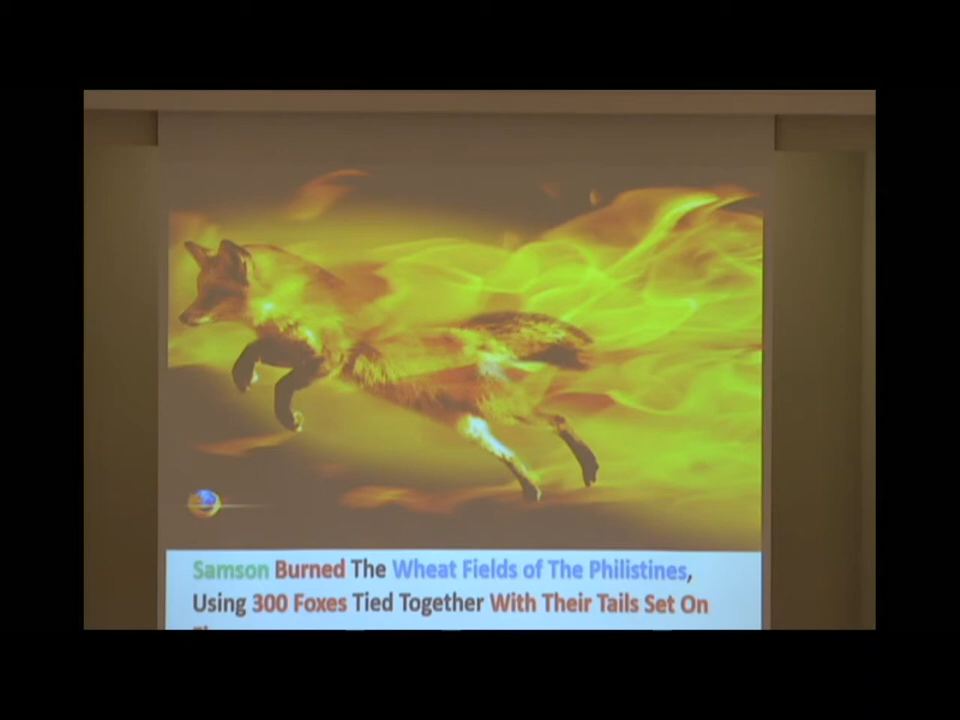 Samson Burned The Wheat Fields of The Philistines,
Using 300 Foxes Tied Together With Their Tails Set On